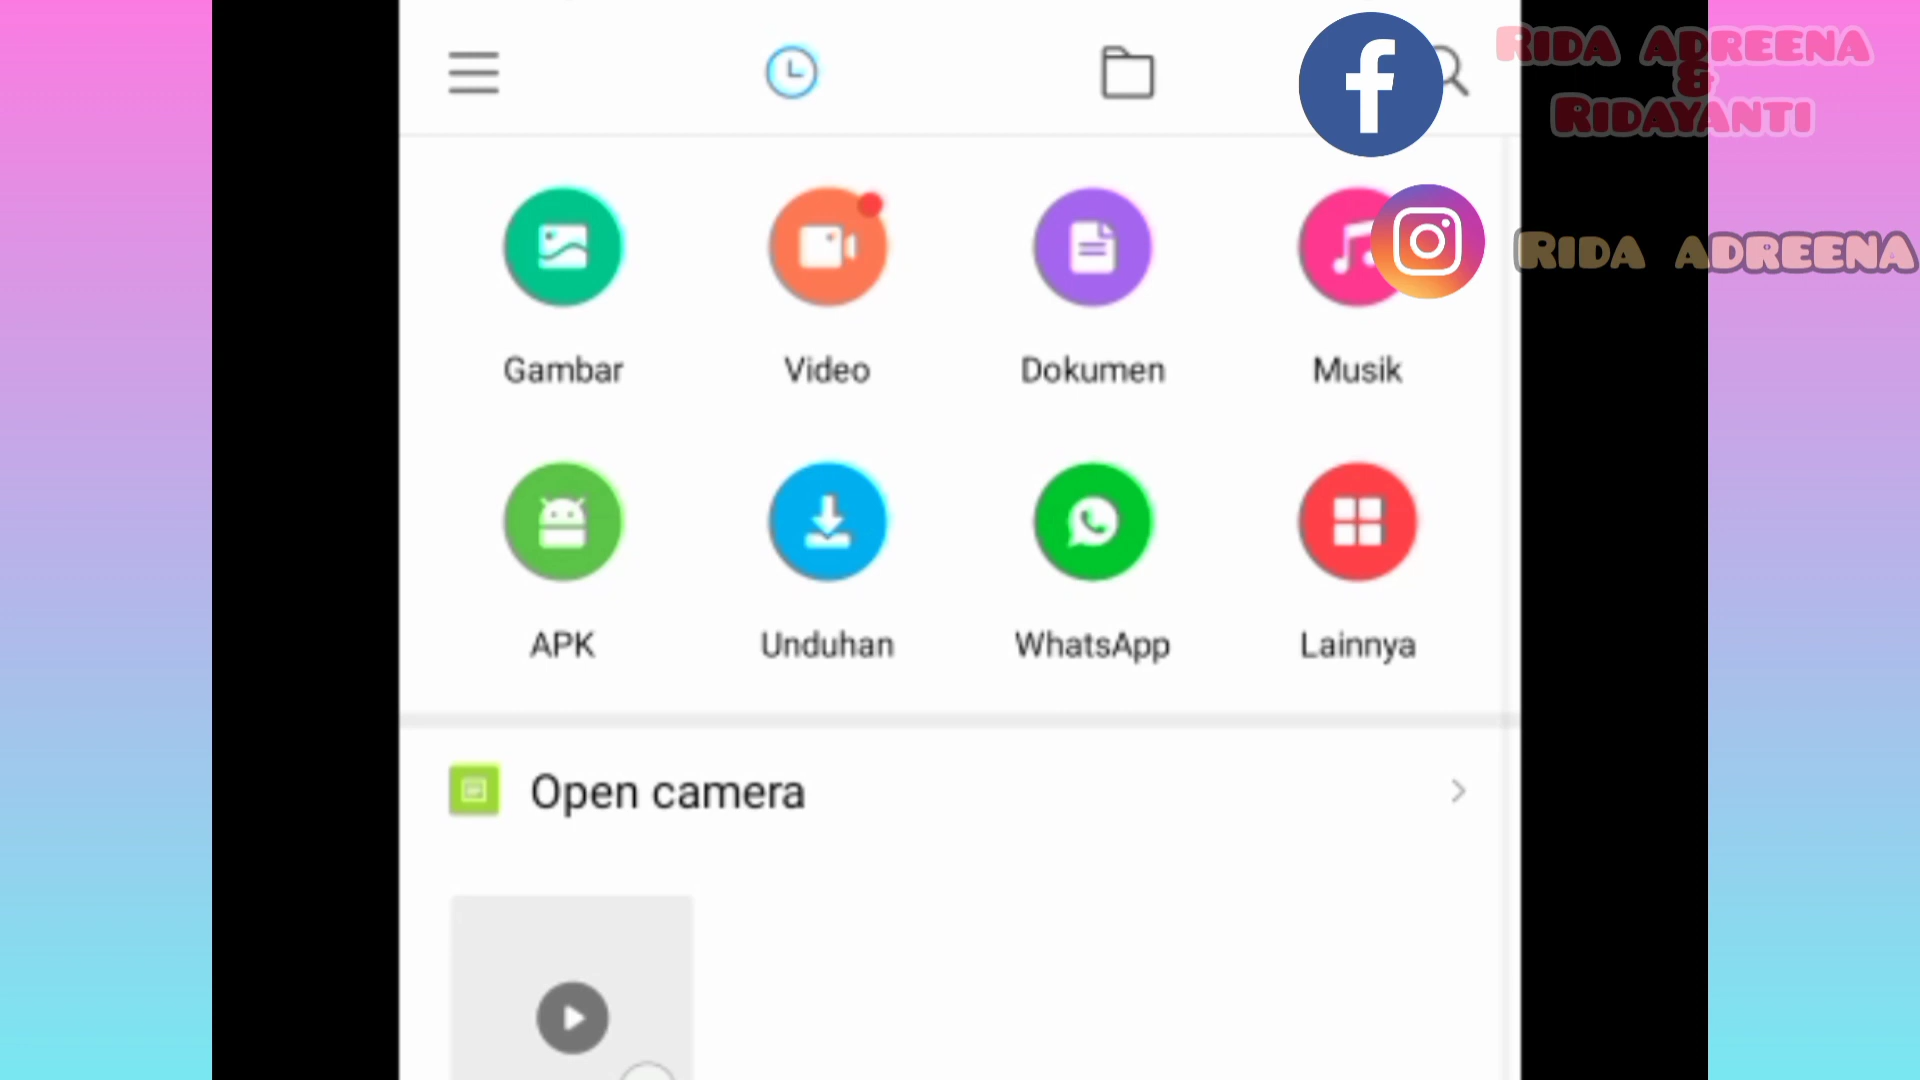 Rida adreena
&
Ridayanti
Rida adreena
Gambar
Video
Dokumen
Musik
APK
Unduhan
WhatsApp
Lainnya
Open camera